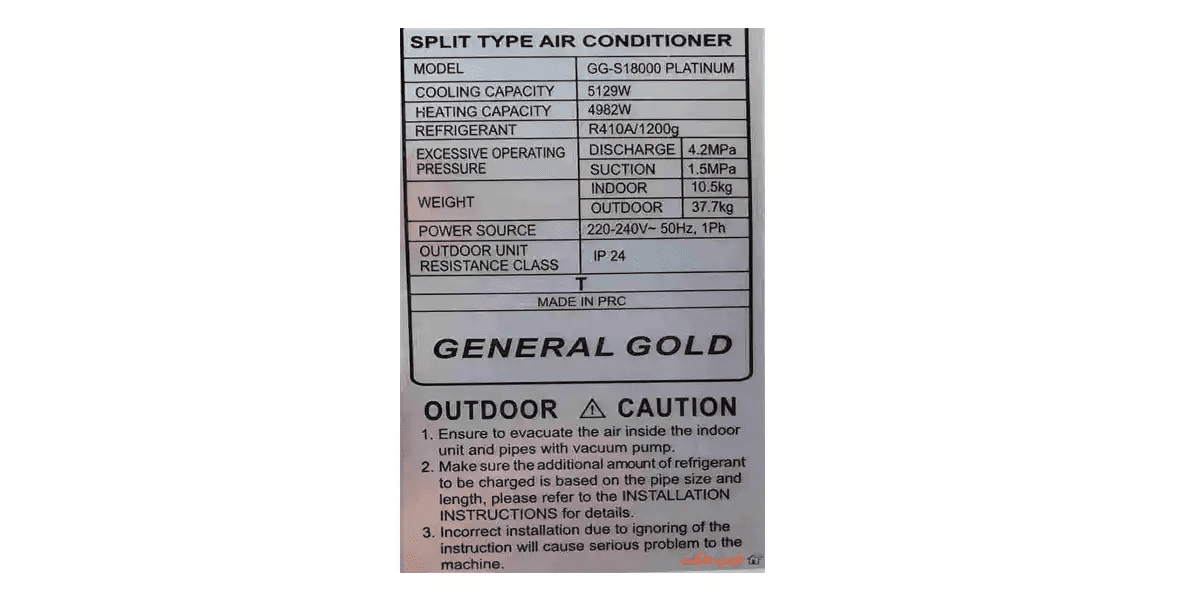 SPLIT TYPE AIR CONDITIONER
MODEL GG-S18000 PLATINUM
COOLING CAPACITY 5129W
HEATING CAPACITY 4982W
REFRIGERANT R410A/1200g
EXCESSIVE OPERATING PRESSURE DISCHARGE 4.2MPa
SUCTION 1.5MPa
WEIGHT INDOOR 10.5kg
OUTDOOR 37.7kg
POWER SOURCE 220-240V~ 50Hz, 1Ph
OUTDOOR UNIT
RESISTANCE CLASS IP 24
T
MADE IN PRC
GENERAL GOLD
OUTDOOR ⚠ CAUTION
1. Ensure to evacuate the air inside the indoor
unit and pipes with vacuum pump.
2. Make sure the additional amount of refrigerant
to be charged is based on the pipe size and
length, please refer to the INSTALLATION
INSTRUCTIONS for details.
3. Incorrect installation due to ignoring of the
instruction will cause serious problem to the
machine.